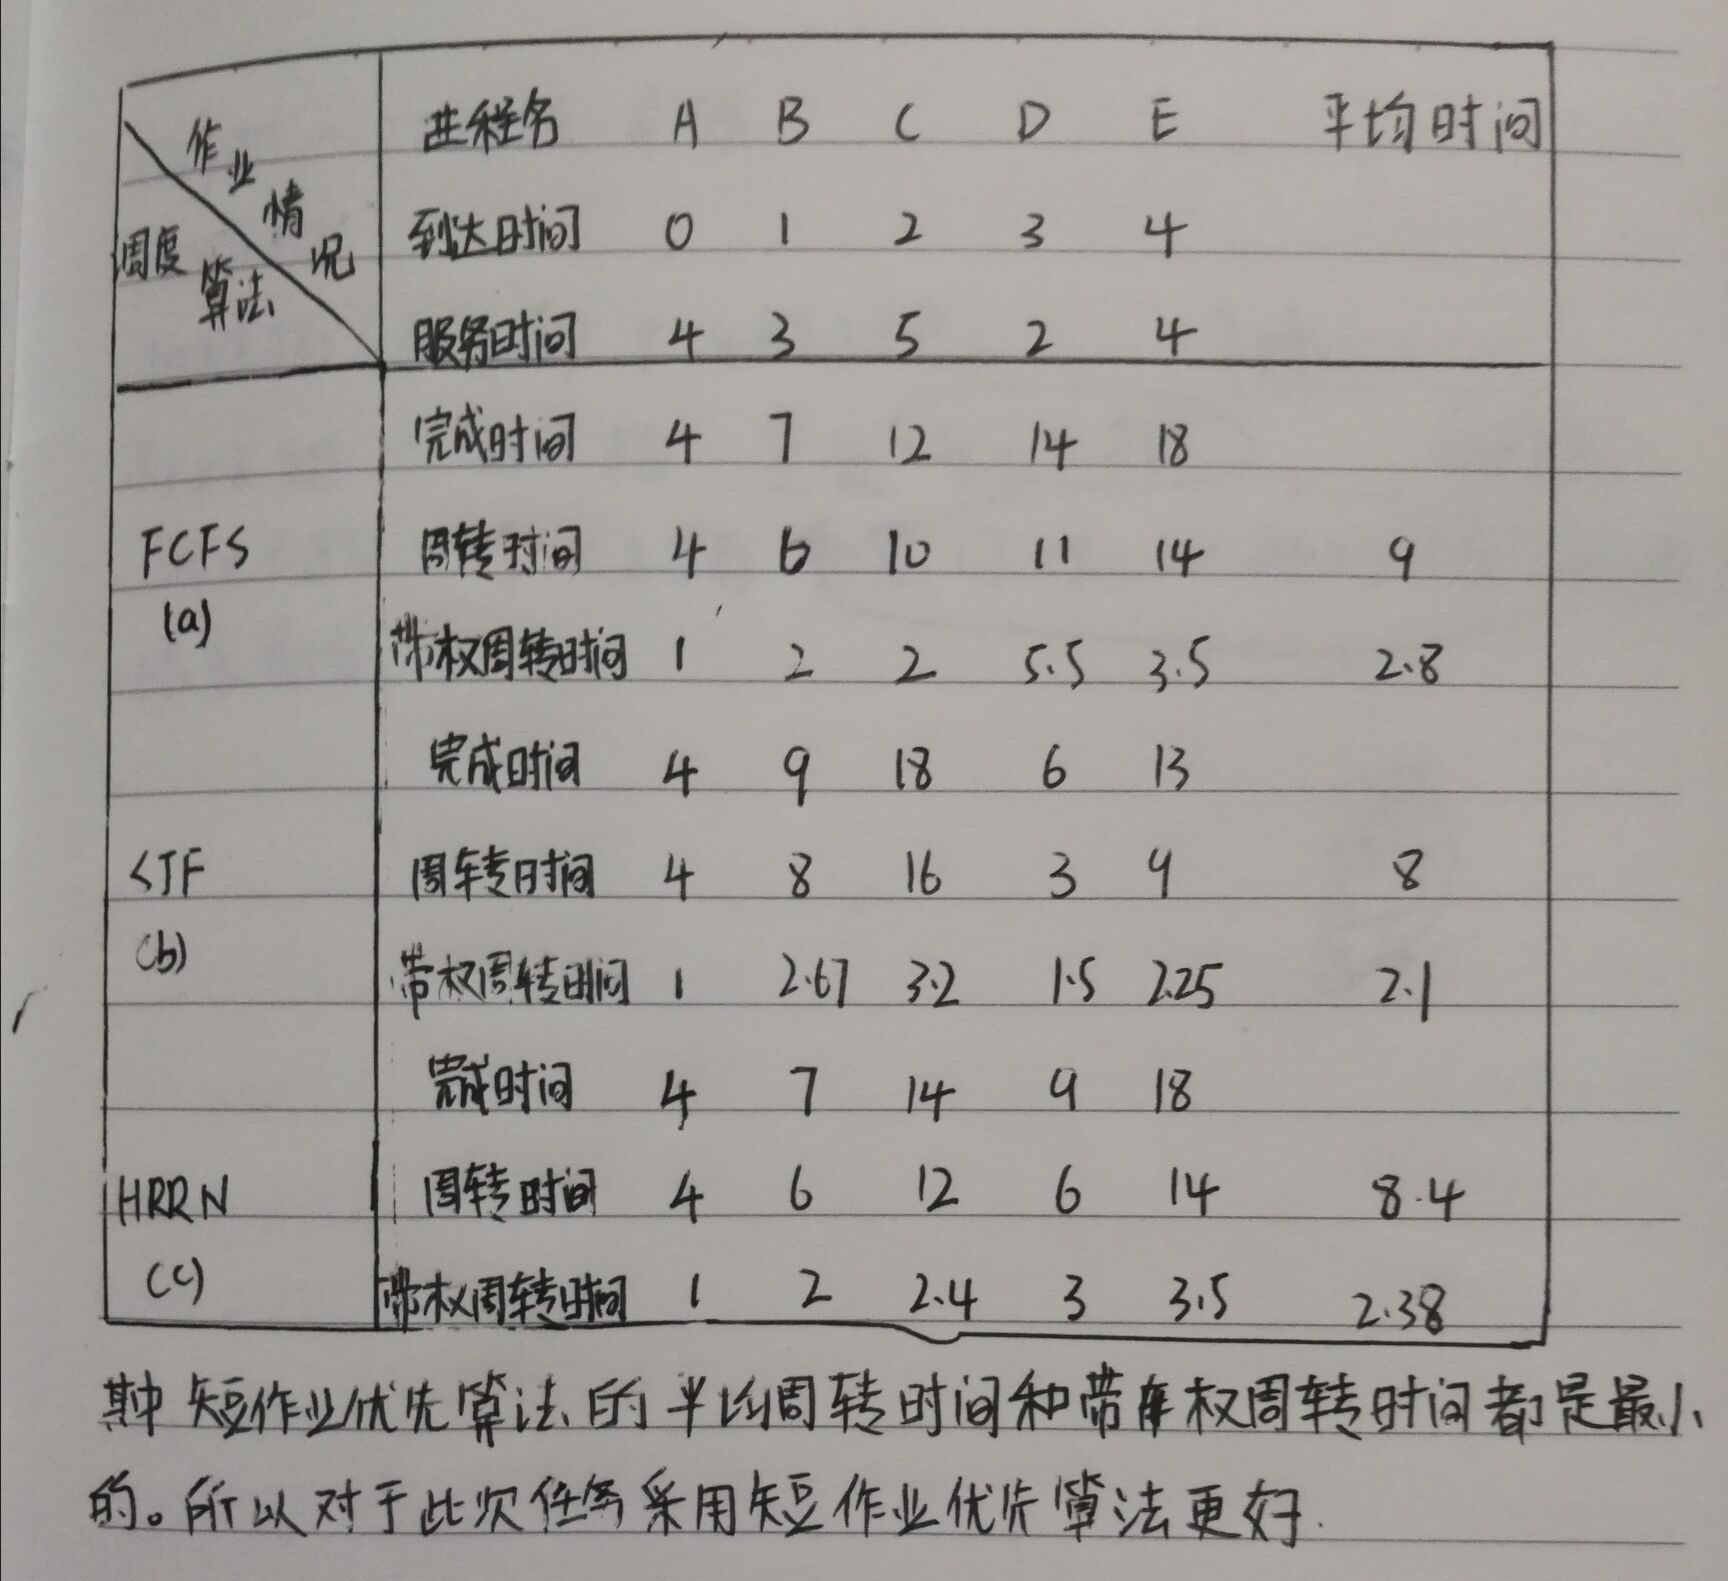 作业情况 进程名 A B C D E 平均时间
调度算法 到达时间 0 1 2 3 4
服务时间 4 3 5 2 4
完成时间 4 7 12 14 18
FCFS 周转时间 4 6 10 11 14 9
(a) 带权周转时间 1 2 2 5.5 3.5 2.8
完成时间 4 9 18 6 13
SJF 周转时间 4 8 16 3 9 8
(b) 带权周转时间 1 2.67 3.2 1.5 2.25 2.1
完成时间 4 7 14 9 18
HRRN 周转时间 4 6 12 6 14 8.4
(c) 带权周转时间 1 2 2.4 3 3.5 2.38
其中短作业优先算法的平均周转时间和带权周转时间都是最小
的。所以对于此次任务采用短作业优先算法更好.